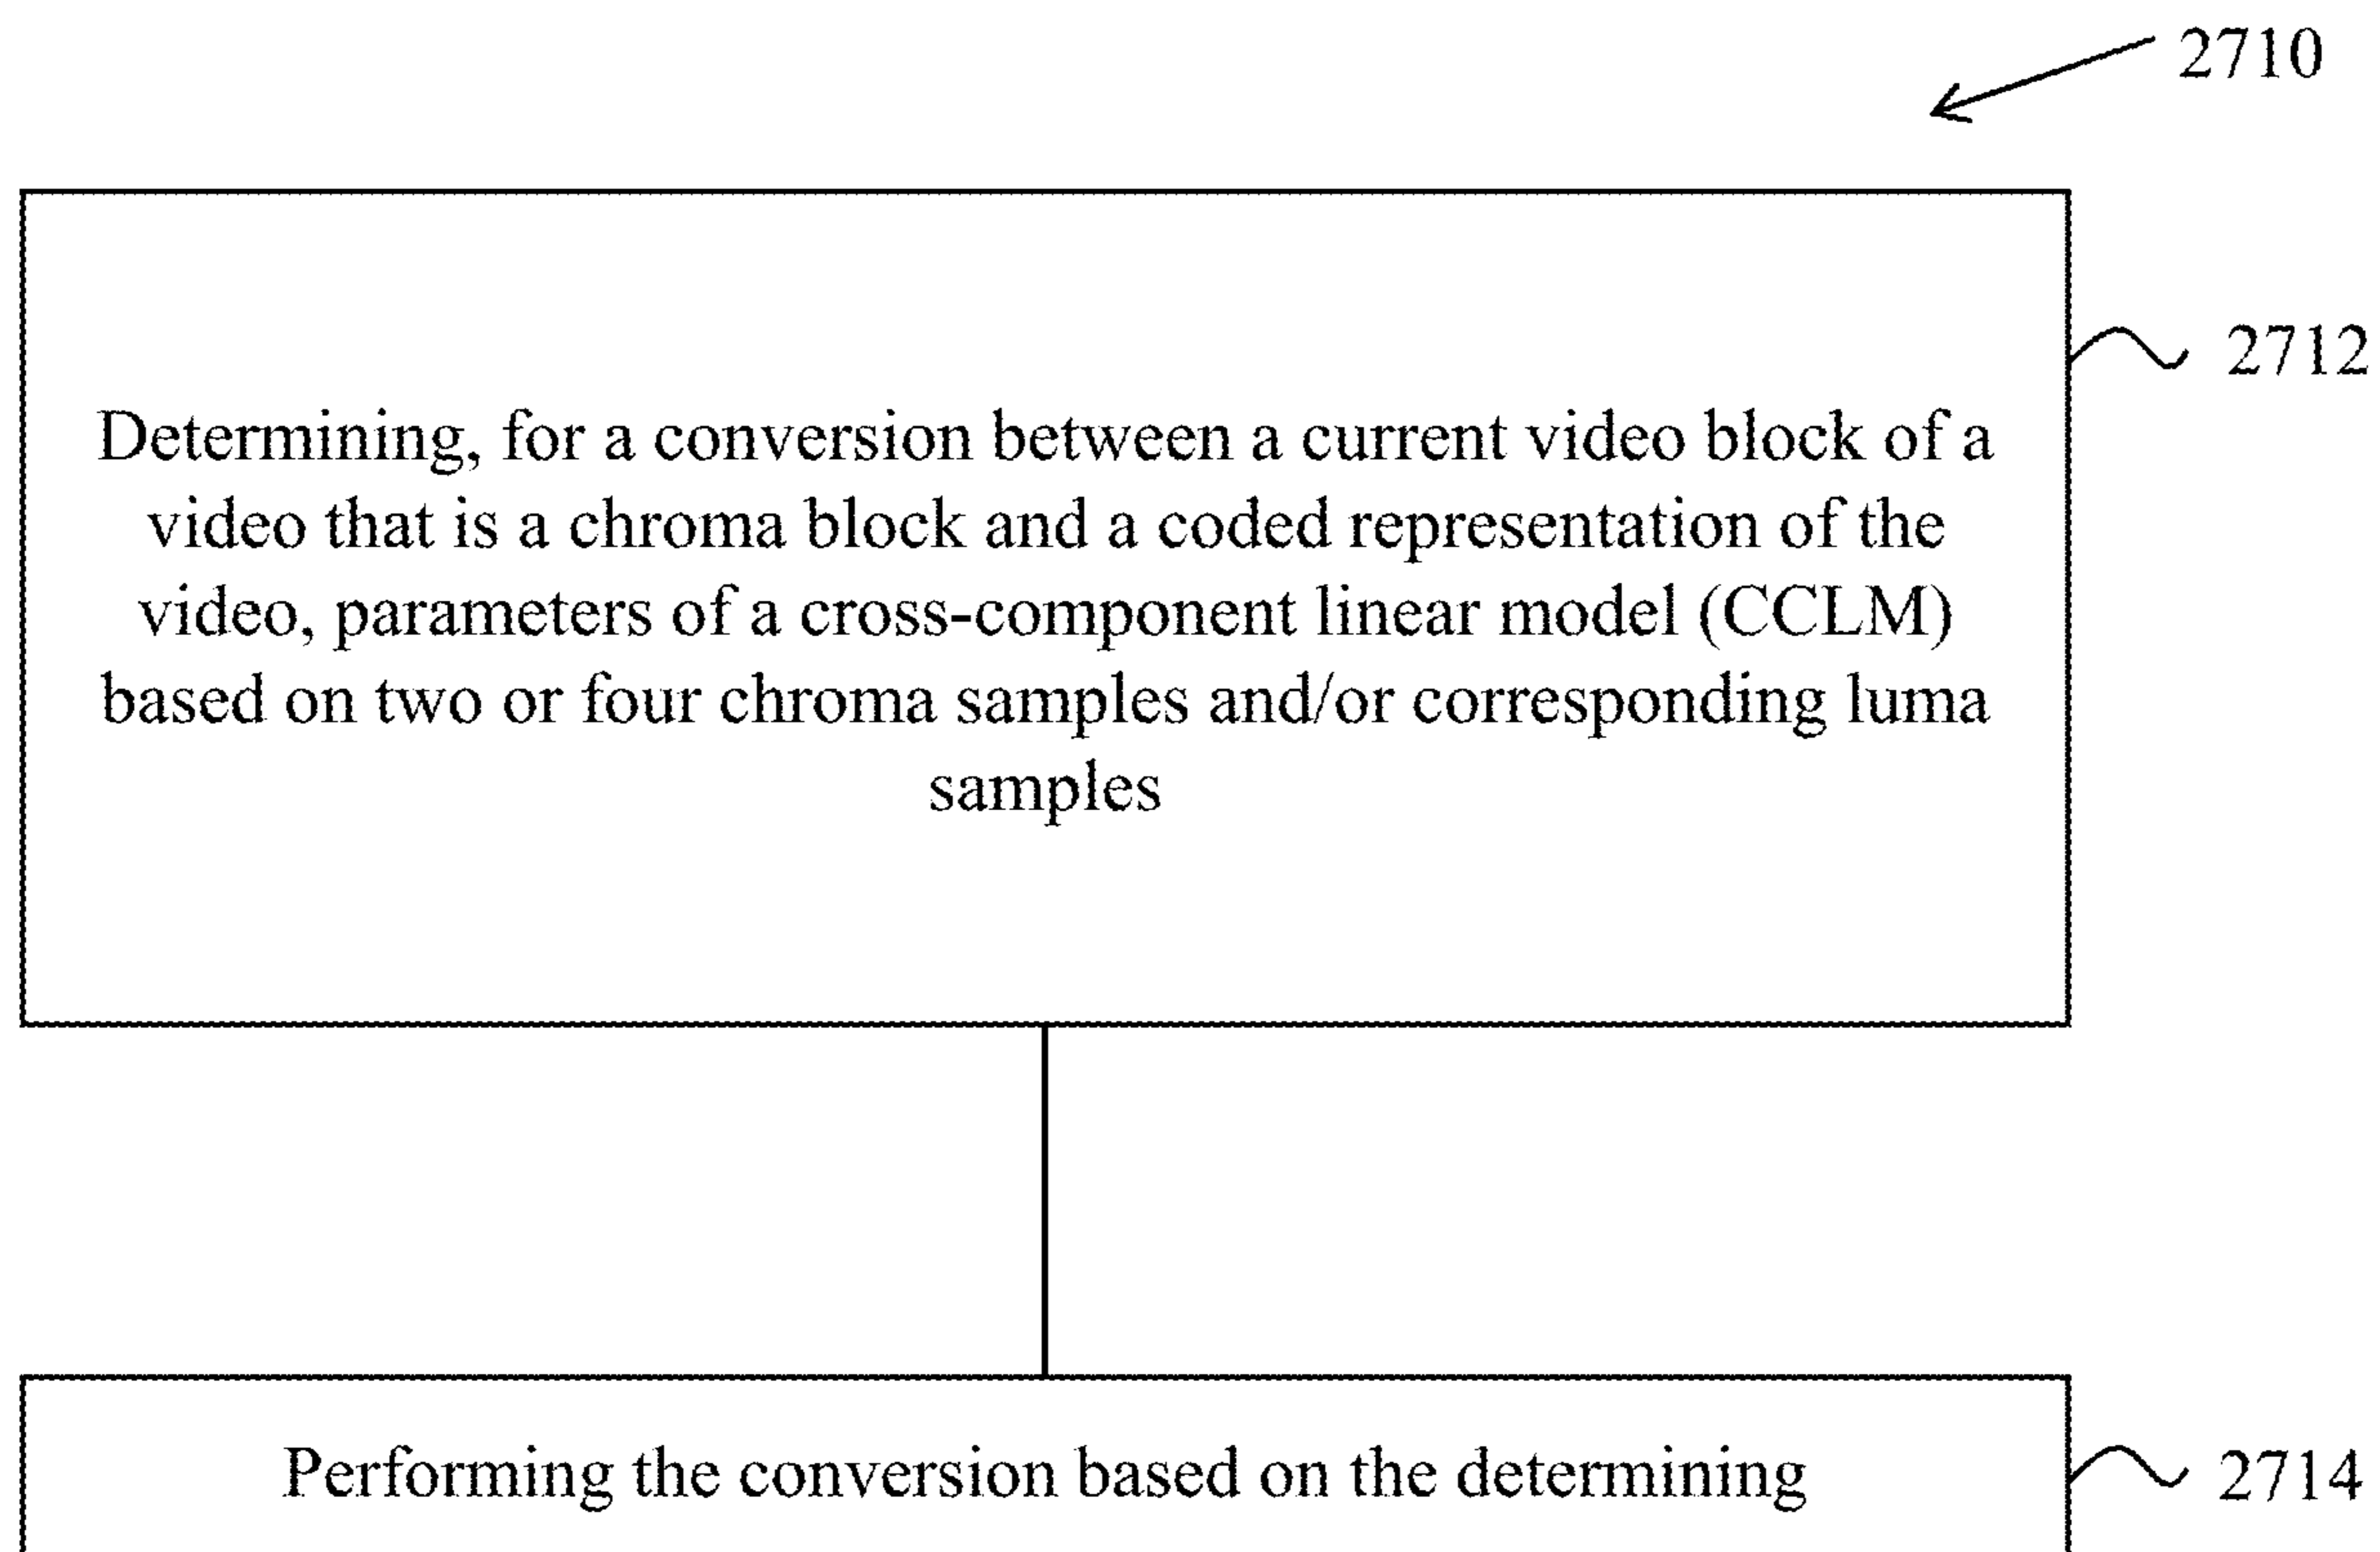 2710
2712
Determining, for a conversion between a current video block of a
video that is a chroma block and a coded representation of the
video, parameters of a cross-component linear model (CCLM)
based on two or four chroma samples and/or corresponding luma
samples
Performing the conversion based on the determining
2714